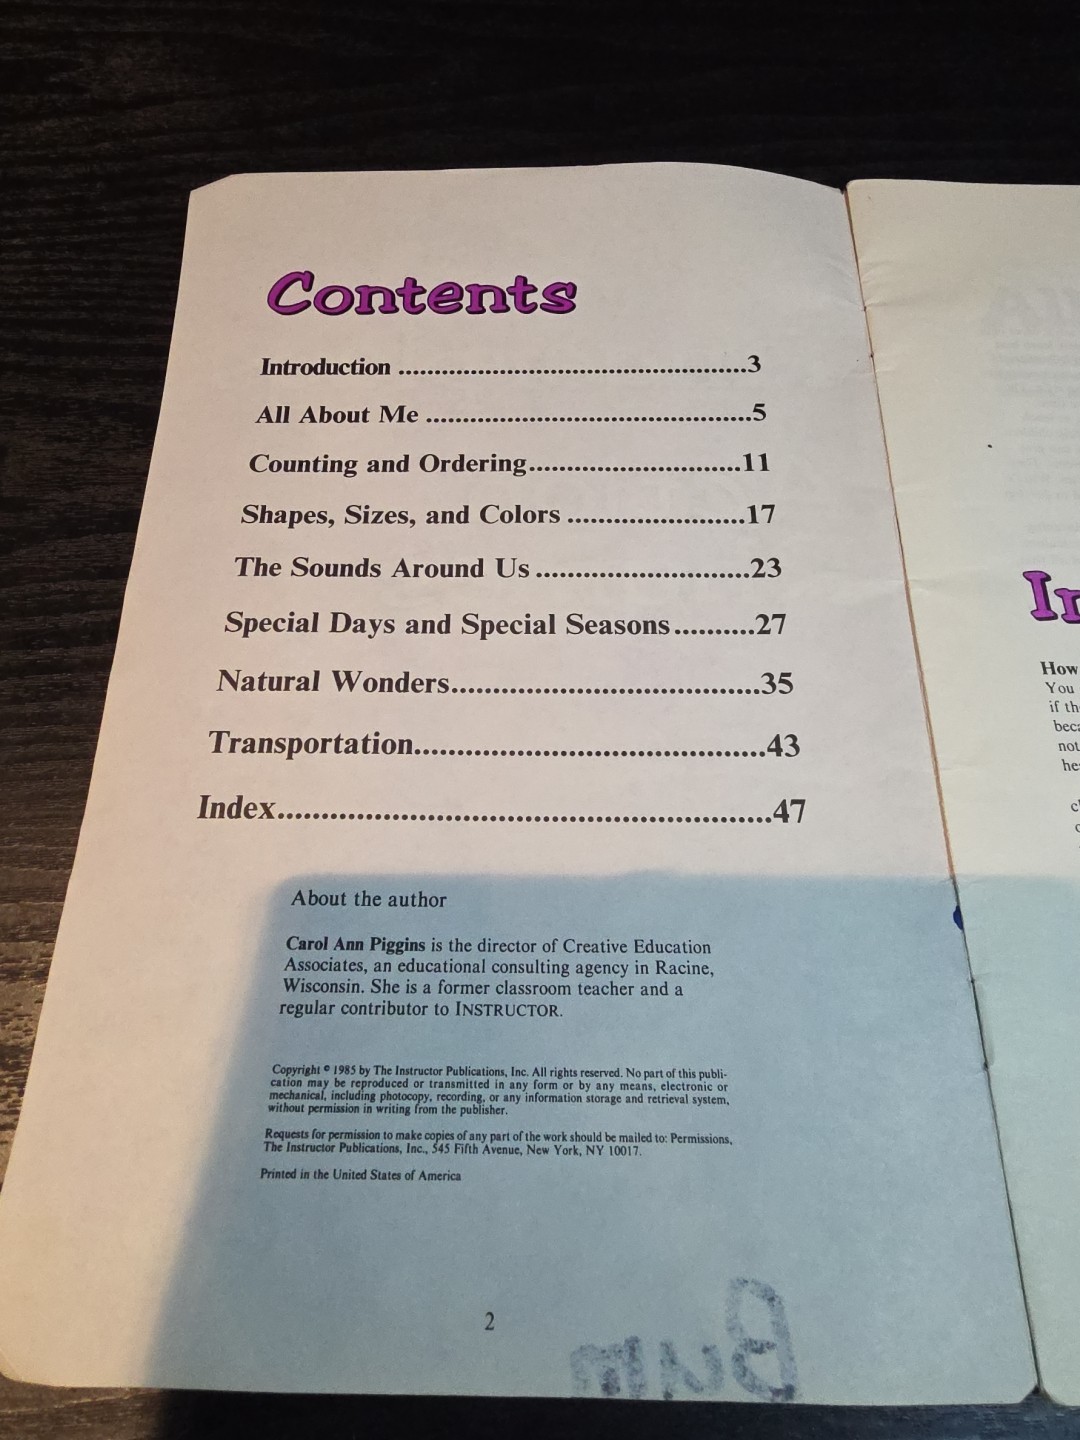 Contents
Introduction ................................................3
All About Me .............................................5
Counting and Ordering.............................11
Shapes, Sizes, and Colors ........................17
The Sounds Around Us ............................23
Special Days and Special Seasons..........27
Natural Wonders.........................................35
Transportation.............................................43
Index.............................................................47
About the author
Carol Ann Piggins is the director of Creative Education
Associates, an educational consulting agency in Racine,
Wisconsin. She is a former classroom teacher and a
regular contributor to INSTRUCTOR.
Copyright © 1985 by The Instructor Publications, Inc. All rights reserved. No part of this publi-
cation may be reproduced or transmitted in any form or by any means, electronic or
mechanical, including photocopy, recording, or any information storage and retrieval system,
without permission in writing from the publisher.
Requests for permission to make copies of any part of the work should be mailed to: Permissions,
The Instructor Publications, Inc., 545 Fifth Avenue, New York, NY 10017.
Printed in the United States of America
2
How
You